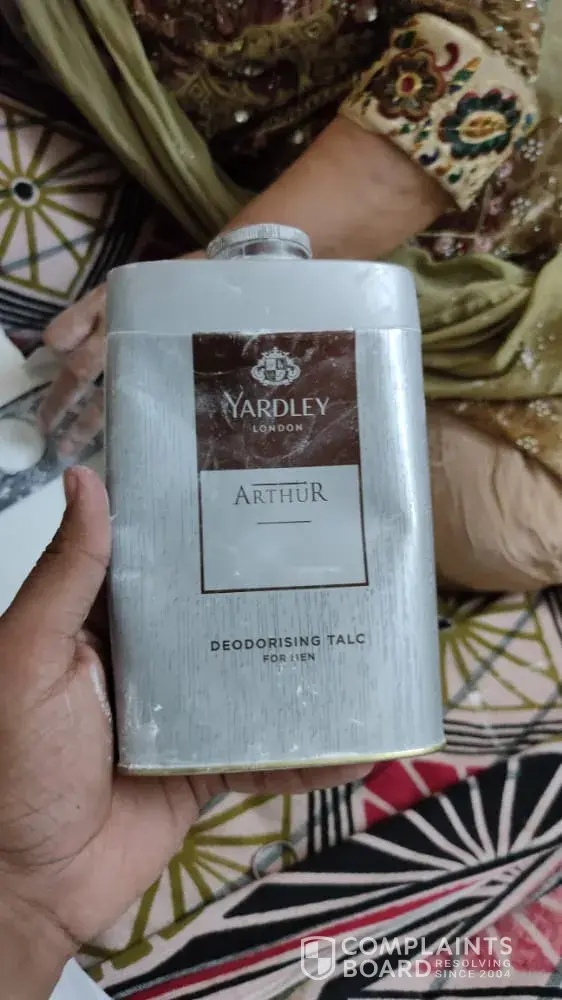 YARDLEY
LONDON
ARTHUR
DEODORISING TALC
FOR MEN
COMPLAINTS
BOARD RESOLVING
SINCE 2004